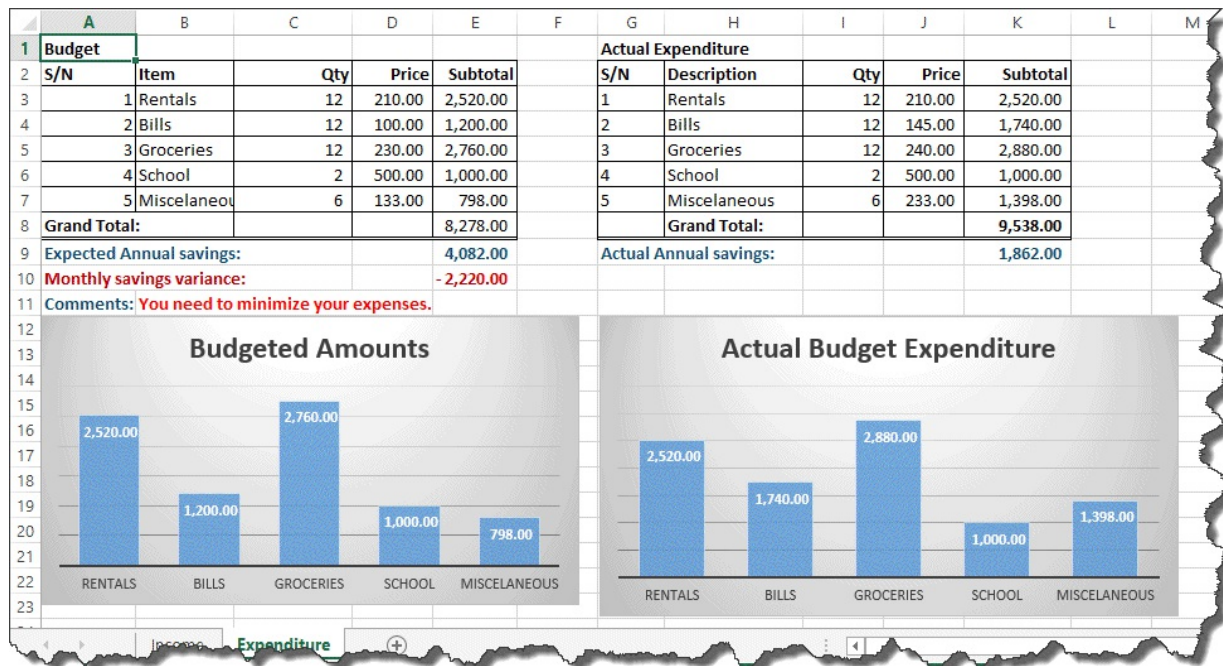 A B C D E F G H I J K L M
1 Budget Actual Expenditure
2 S/N Item Qty Price Subtotal S/N Description Qty Price Subtotal
3 1 Rentals 12 210.00 2,520.00 1 Rentals 12 210.00 2,520.00
4 2 Bills 12 100.00 1,200.00 2 Bills 12 145.00 1,740.00
5 3 Groceries 12 230.00 2,760.00 3 Groceries 12 240.00 2,880.00
6 4 School 2 500.00 1,000.00 4 School 2 500.00 1,000.00
7 5 Miscelaneou 6 133.00 798.00 5 Miscelaneous 6 233.00 1,398.00
8 Grand Total: 8,278.00 Grand Total: 9,538.00
9 Expected Annual savings: 4,082.00 Actual Annual savings: 1,862.00
10 Monthly savings variance: - 2,220.00
11 Comments: You need to minimize your expenses.
12
13
14
15
16
17
18
19
20
21
22
23
Budgeted Amounts
2,520.00
1,200.00
2,760.00
1,000.00
798.00
RENTALS BILLS GROCERIES SCHOOL MISCELANEOUS
Actual Budget Expenditure
2,520.00
1,740.00
2,880.00
1,000.00
1,398.00
RENTALS BILLS GROCERIES SCHOOL MISCELANEOUS
Income Expenditure